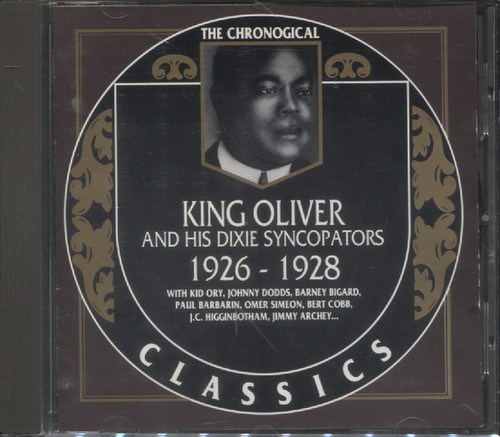 THE CHRONOGICAL
KING OLIVER
AND HIS DIXIE SYNCOPATORS
1926 - 1928
WITH KID ORY, JOHNNY DODDS, BARNEY BIGARD,
PAUL BARBARIN, OMER SIMEON, BERT COBB,
J.C. HIGGINBOTHAM, JIMMY ARCHEY...
CLASSICS